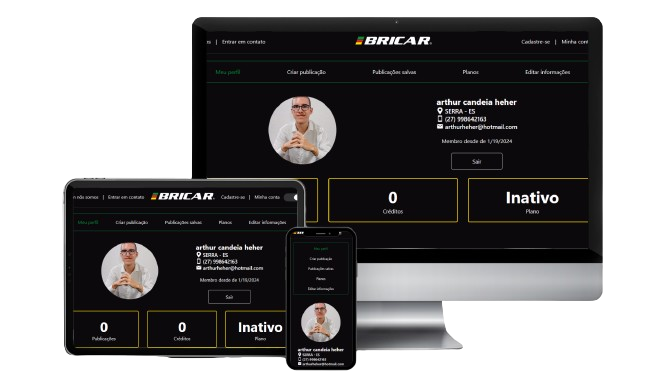 os | Entrar em contato
BRICAR
Cadastre-se | Minha cont
Meu perfil
Criar publicação
Publicações salvas
Planos
Editar informações
arthur candeia heher
SERRA - ES
(27) 998642163
arthurheher@hotmail.com
Membro desde de 1/19/2024
Sair
0
Créditos
Inativo
Plano
n nós somos | Entrar em contato
BRICAR
Cadastre-se | Minha conta
Meu perfil
Criar publicação
Publicações salvas
Planos
Editar informações
arthur candeia heher
SERRA - ES
(27) 998642163
arthurheher@hotmail.com
Membro desde de 1/19/2024
Sair
0
Publicações
0
Créditos
Inativo
Plano
Meu perfil
Criar publicação
Publicações salvas
Planos
Editar informações
arthur candeia heher
SERRA - ES
(27) 998642163
arthurheher@hotmail.com